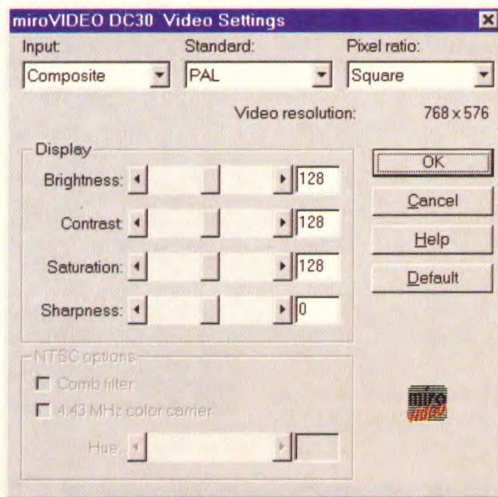 miroVIDEO DC30 Video Settings
Input: Standard: Pixel ratio:
Composite PAL Square
Video resolution: 768 x 576
Display
Brightness: 128
Contrast: 128
Saturation: 128
Sharpness: 0
OK
Cancel
Help
Default
NTSC options
Comb filter
4.43 MHz color carrier
Hue:
miro
VIDEO